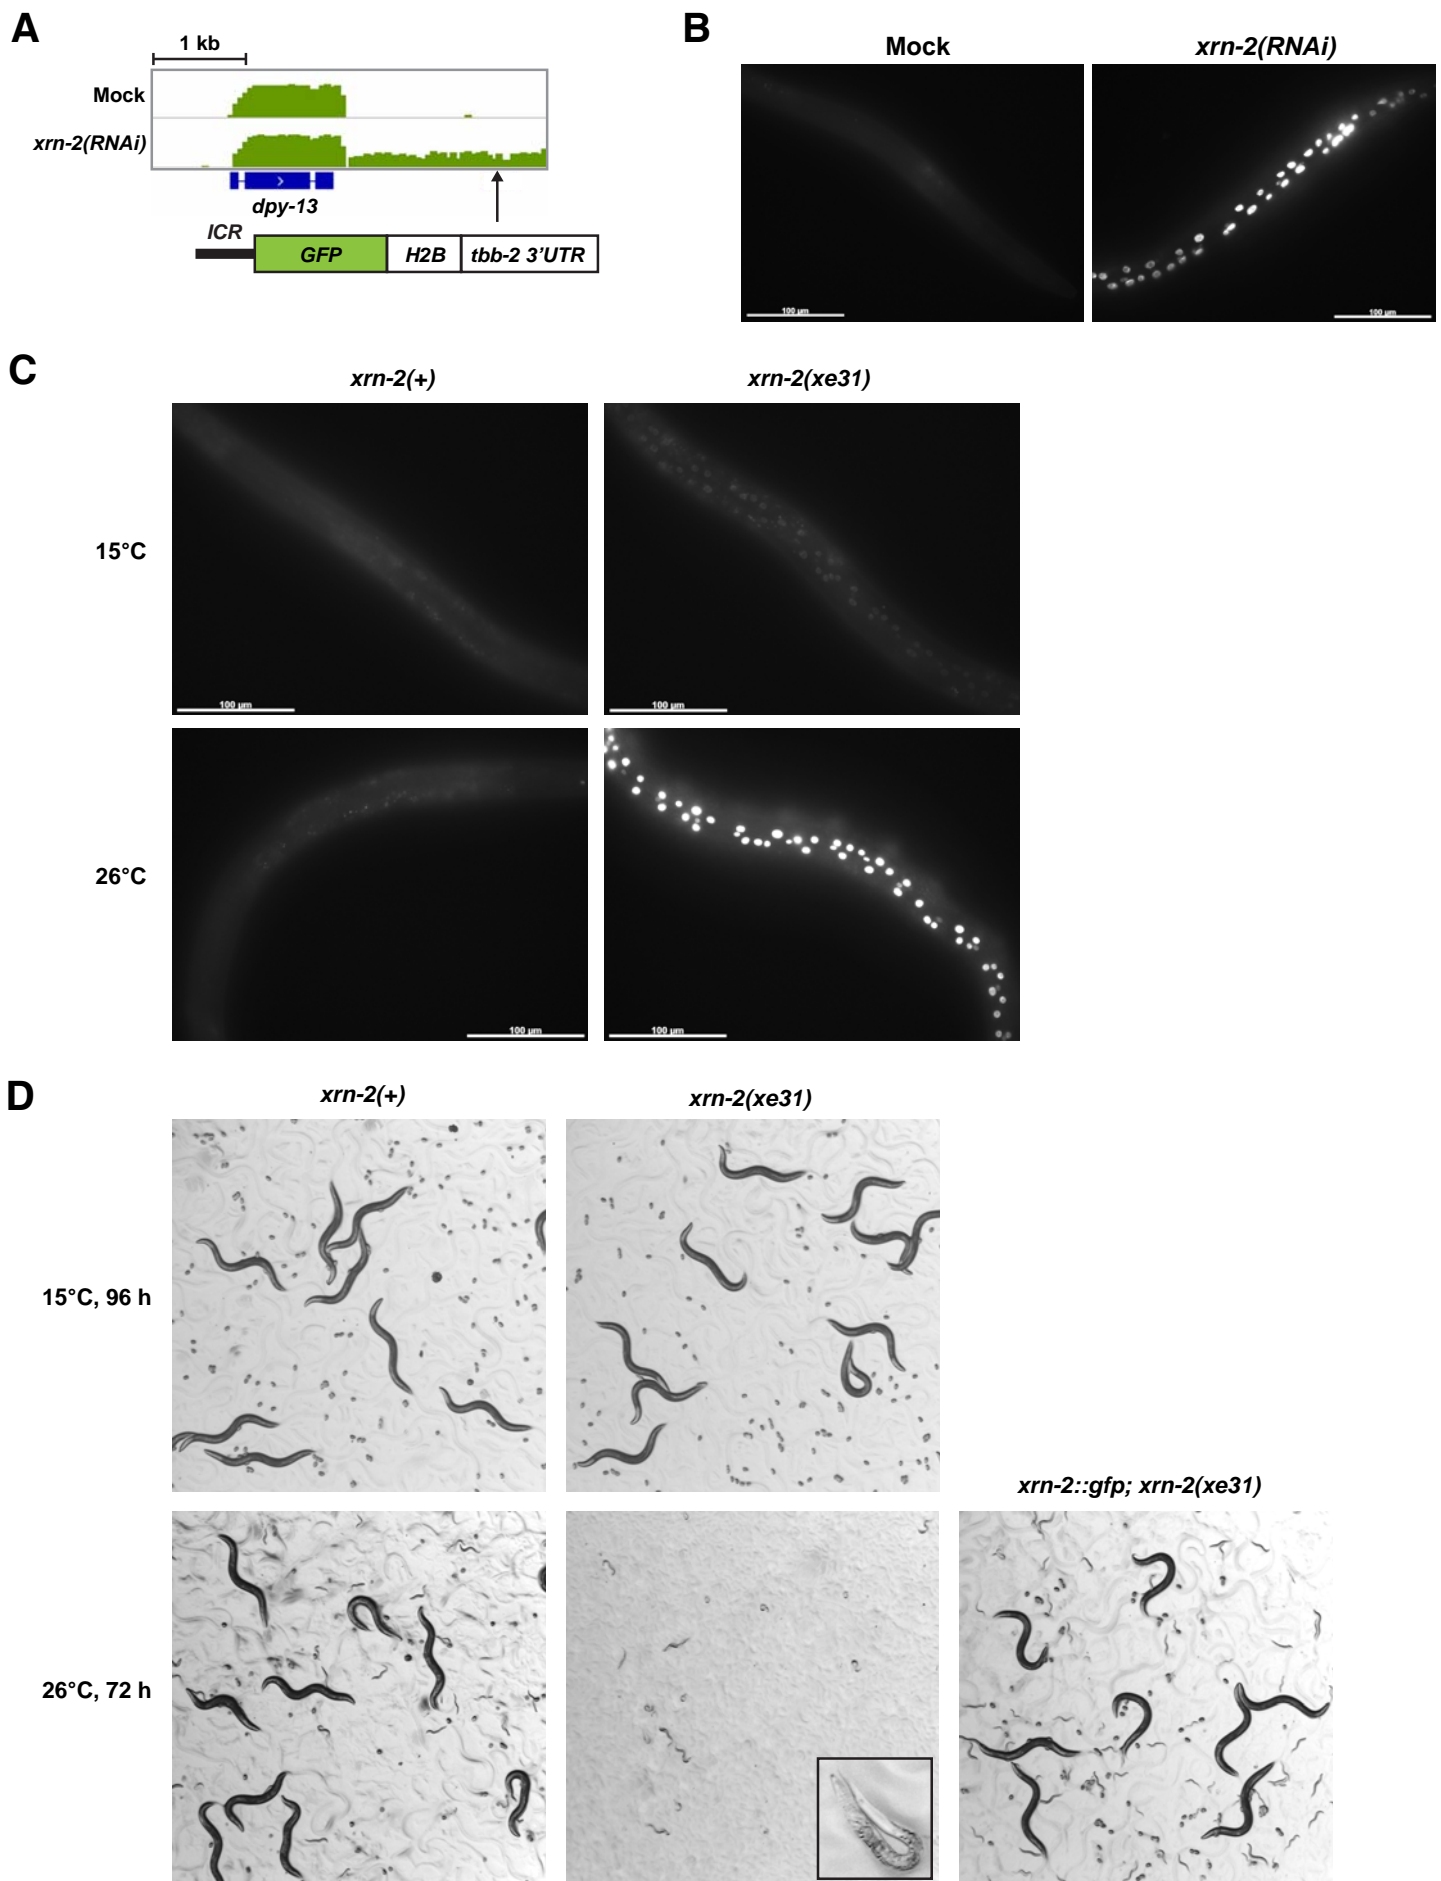 A
1 kb
Mock
xrn-2(RNAi)
dpy-13
ICR
GFP H2B tbb-2 3'UTR
B
Mock xrn-2(RNAi)
100 µm 100 µm
C
xrn-2(+) xrn-2(xe31)
15°C
100 µm 100 µm
26°C
100 µm 100 µm
D
xrn-2(+) xrn-2(xe31)
15°C, 96 h
xrn-2::gfp; xrn-2(xe31)
26°C, 72 h